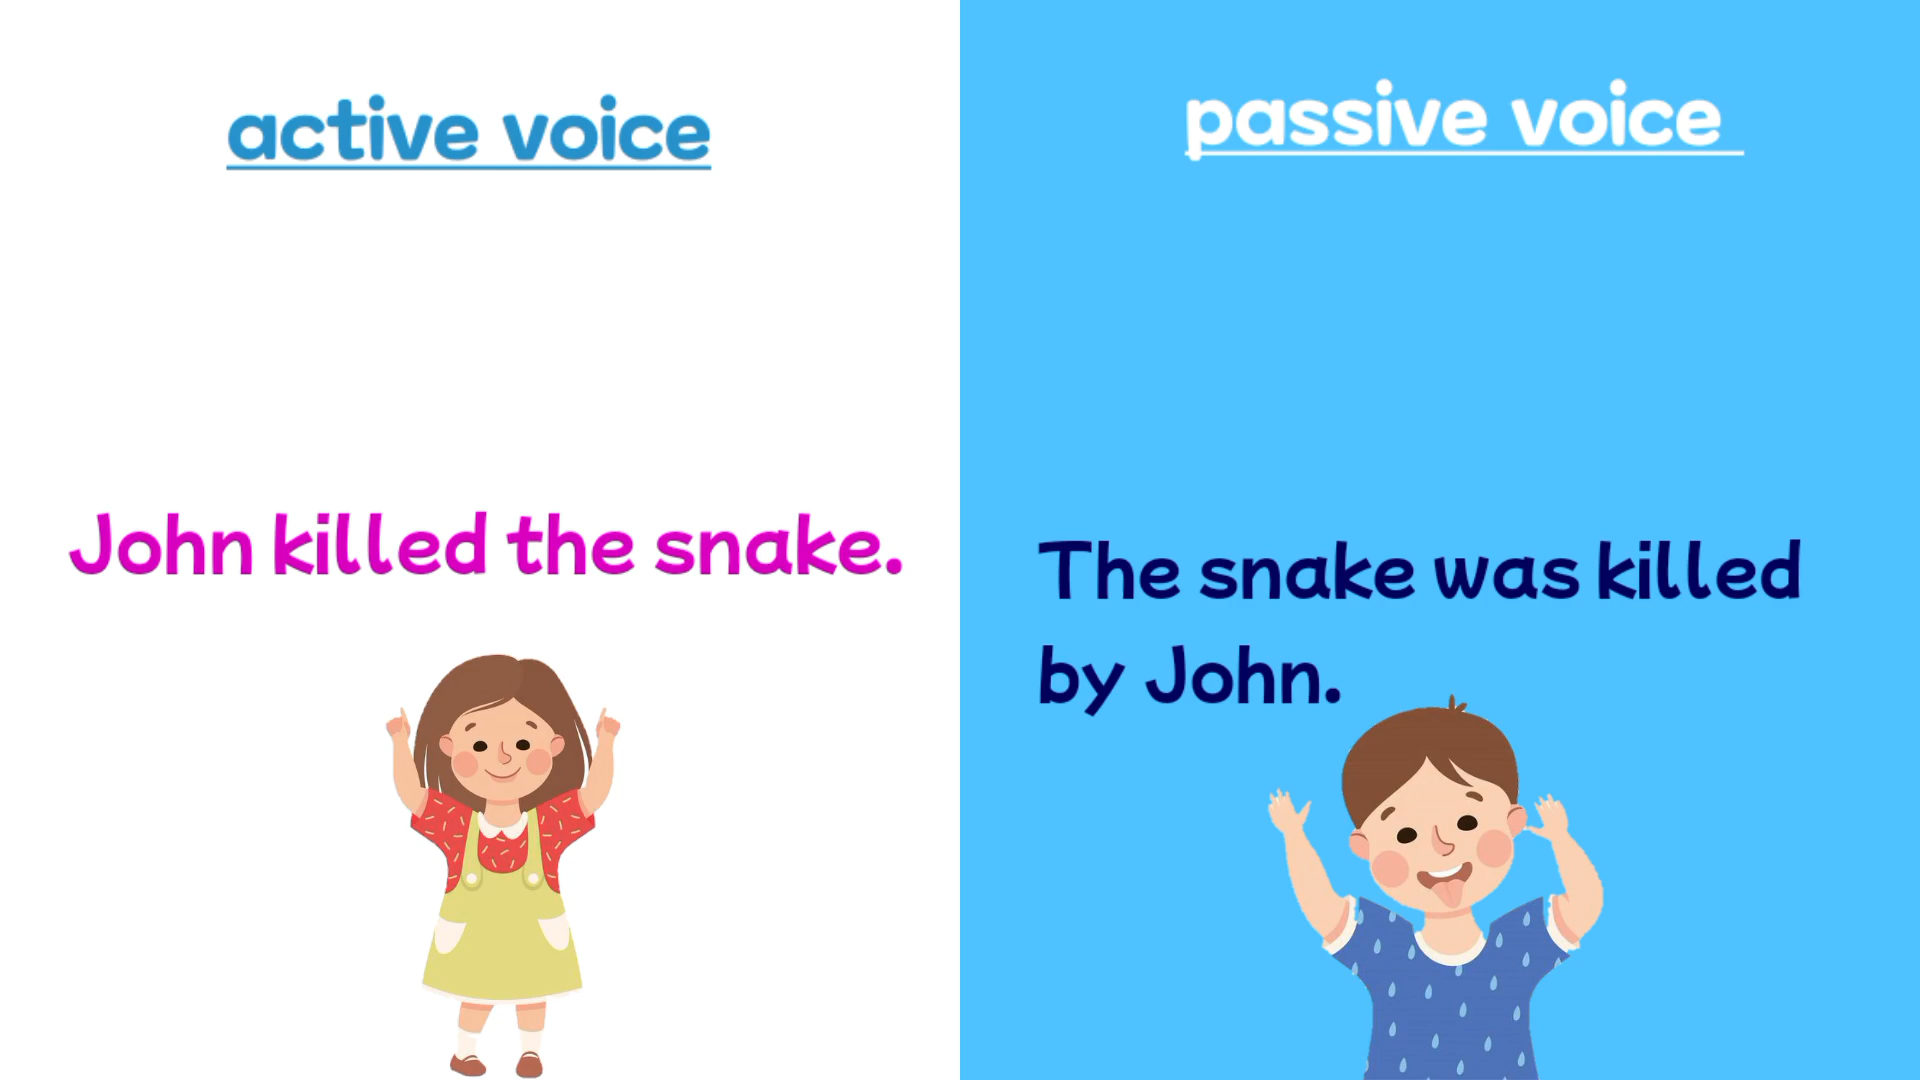 active voice
John killed the snake.
passive voice
The snake was killed
by John.